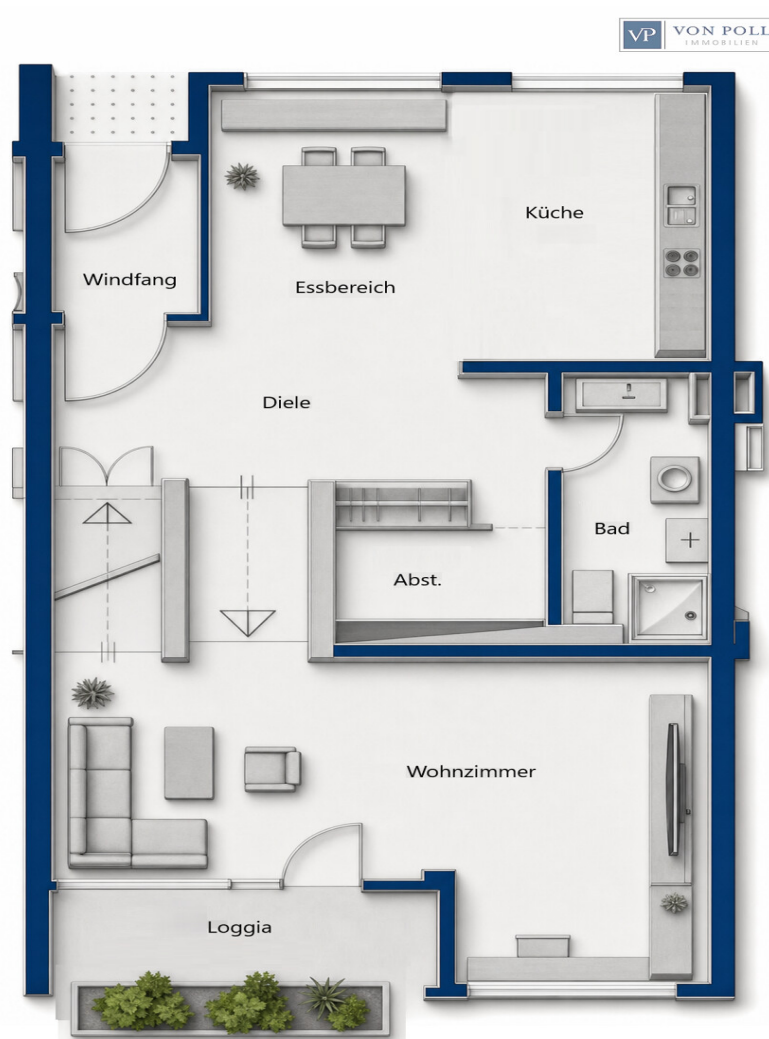 VP VON POLL
IMMOBILIEN
Küche
Windfang
Essbereich
Diele
Bad
Abst.
Wohnzimmer
Loggia